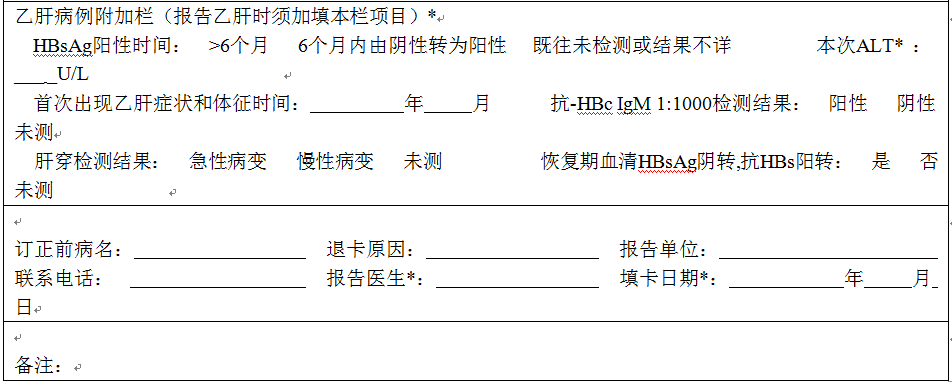 乙肝病例附加栏（报告乙肝时须加填本栏项目）*
HBsAg阳性时间： >6个月 6个月内由阴性转为阳性 既往未检测或结果不详 本次ALT* ：
____U/L
首次出现乙肝症状和体征时间：__________年_____月 抗-HBc IgM 1:1000检测结果： 阳性 阴性
未测
肝穿检测结果： 急性病变 慢性病变 未测 恢复期血清HBsAg阴转,抗HBs阳转： 是 否
未测
订正前病名：__________________ 退卡原因：__________________ 报告单位：_______________________
联系电话： __________________ 报告医生*：_________________ 填卡日期*：____________年_____月_
日
备注：